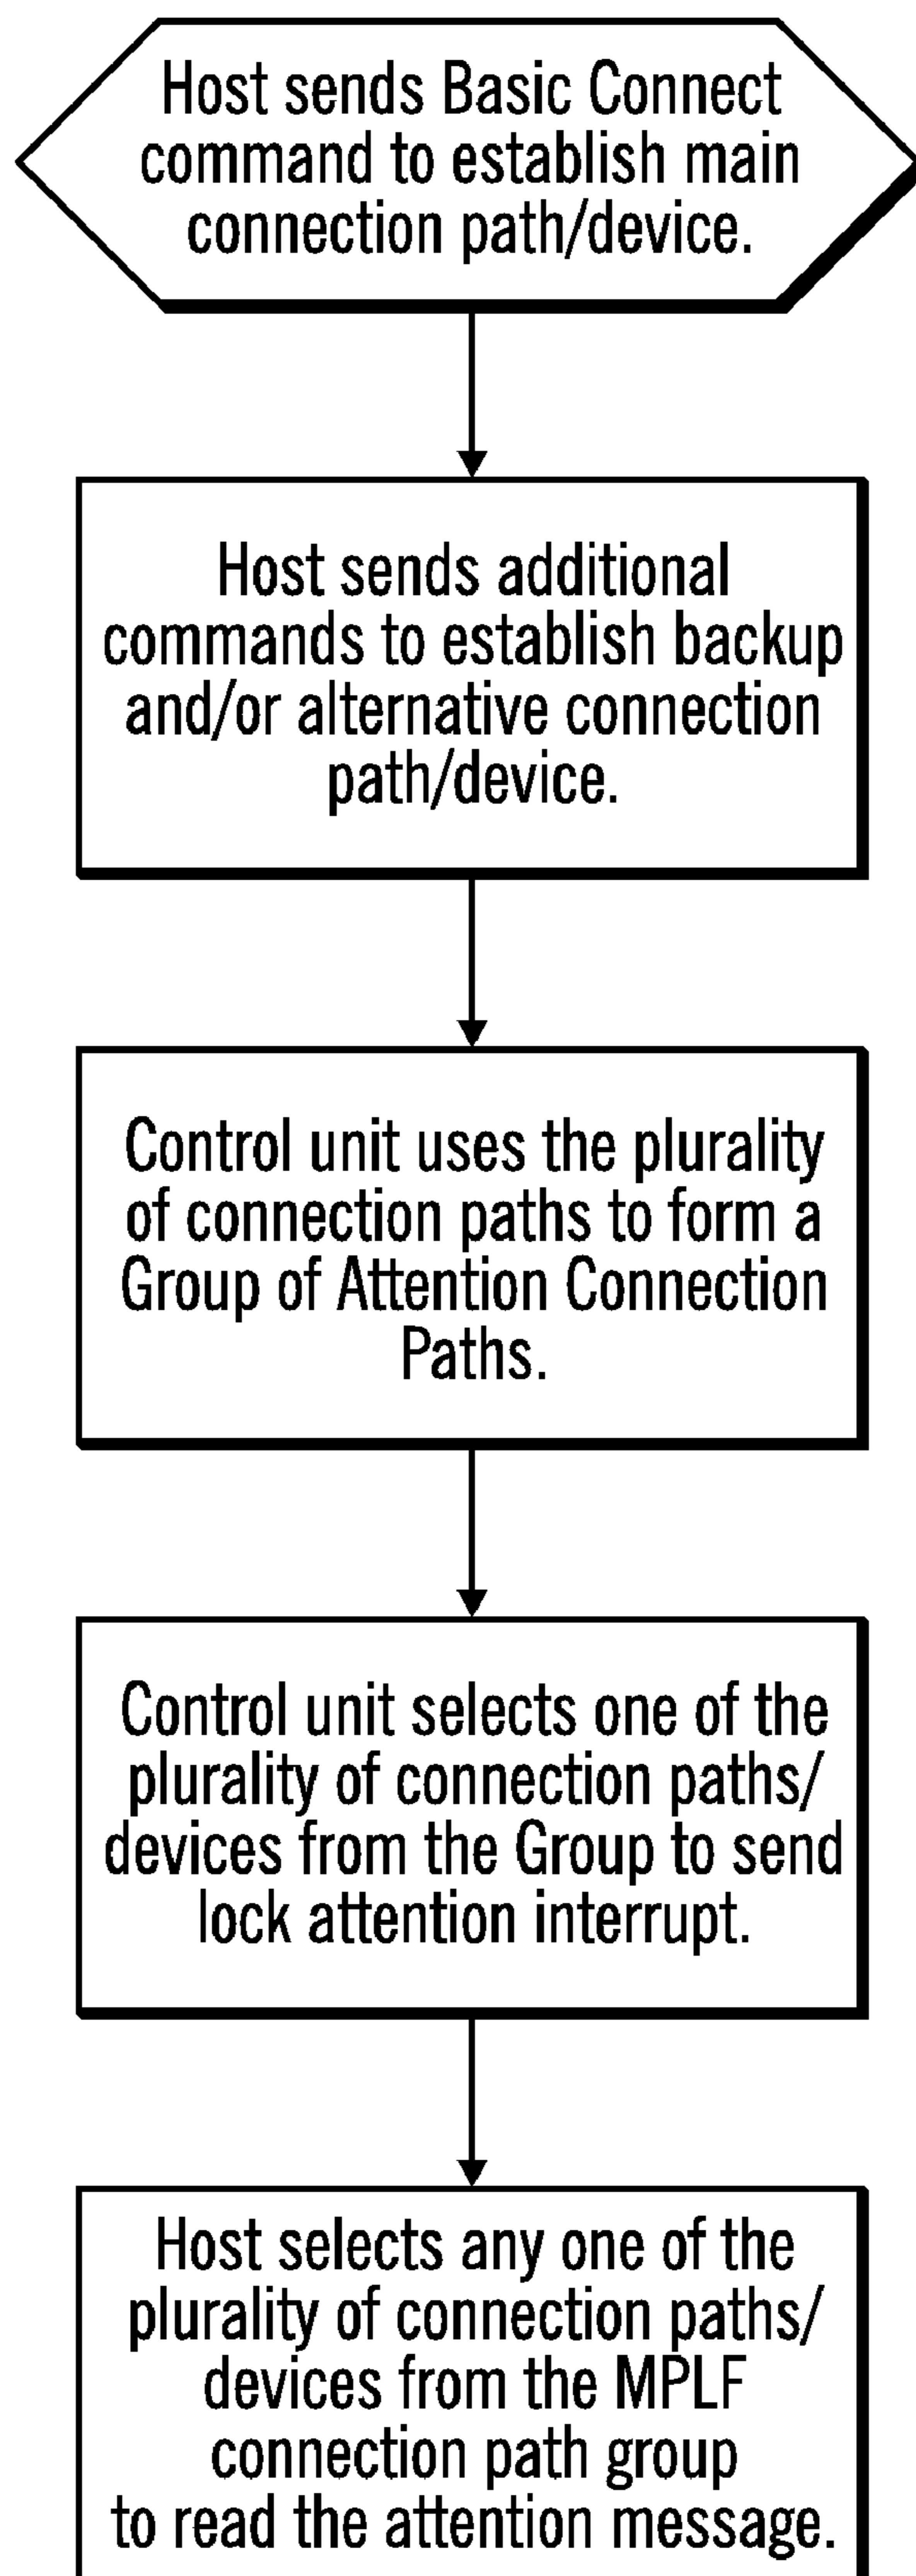 Host sends Basic Connect
command to establish main
connection path/device.
Host sends additional
commands to establish backup
and/or alternative connection
path/device.
Control unit uses the plurality
of connection paths to form a
Group of Attention Connection
Paths.
Control unit selects one of the
plurality of connection paths/
devices from the Group to send
lock attention interrupt.
Host selects any one of the
plurality of connection paths/
devices from the MPLF
connection path group
to read the attention message.